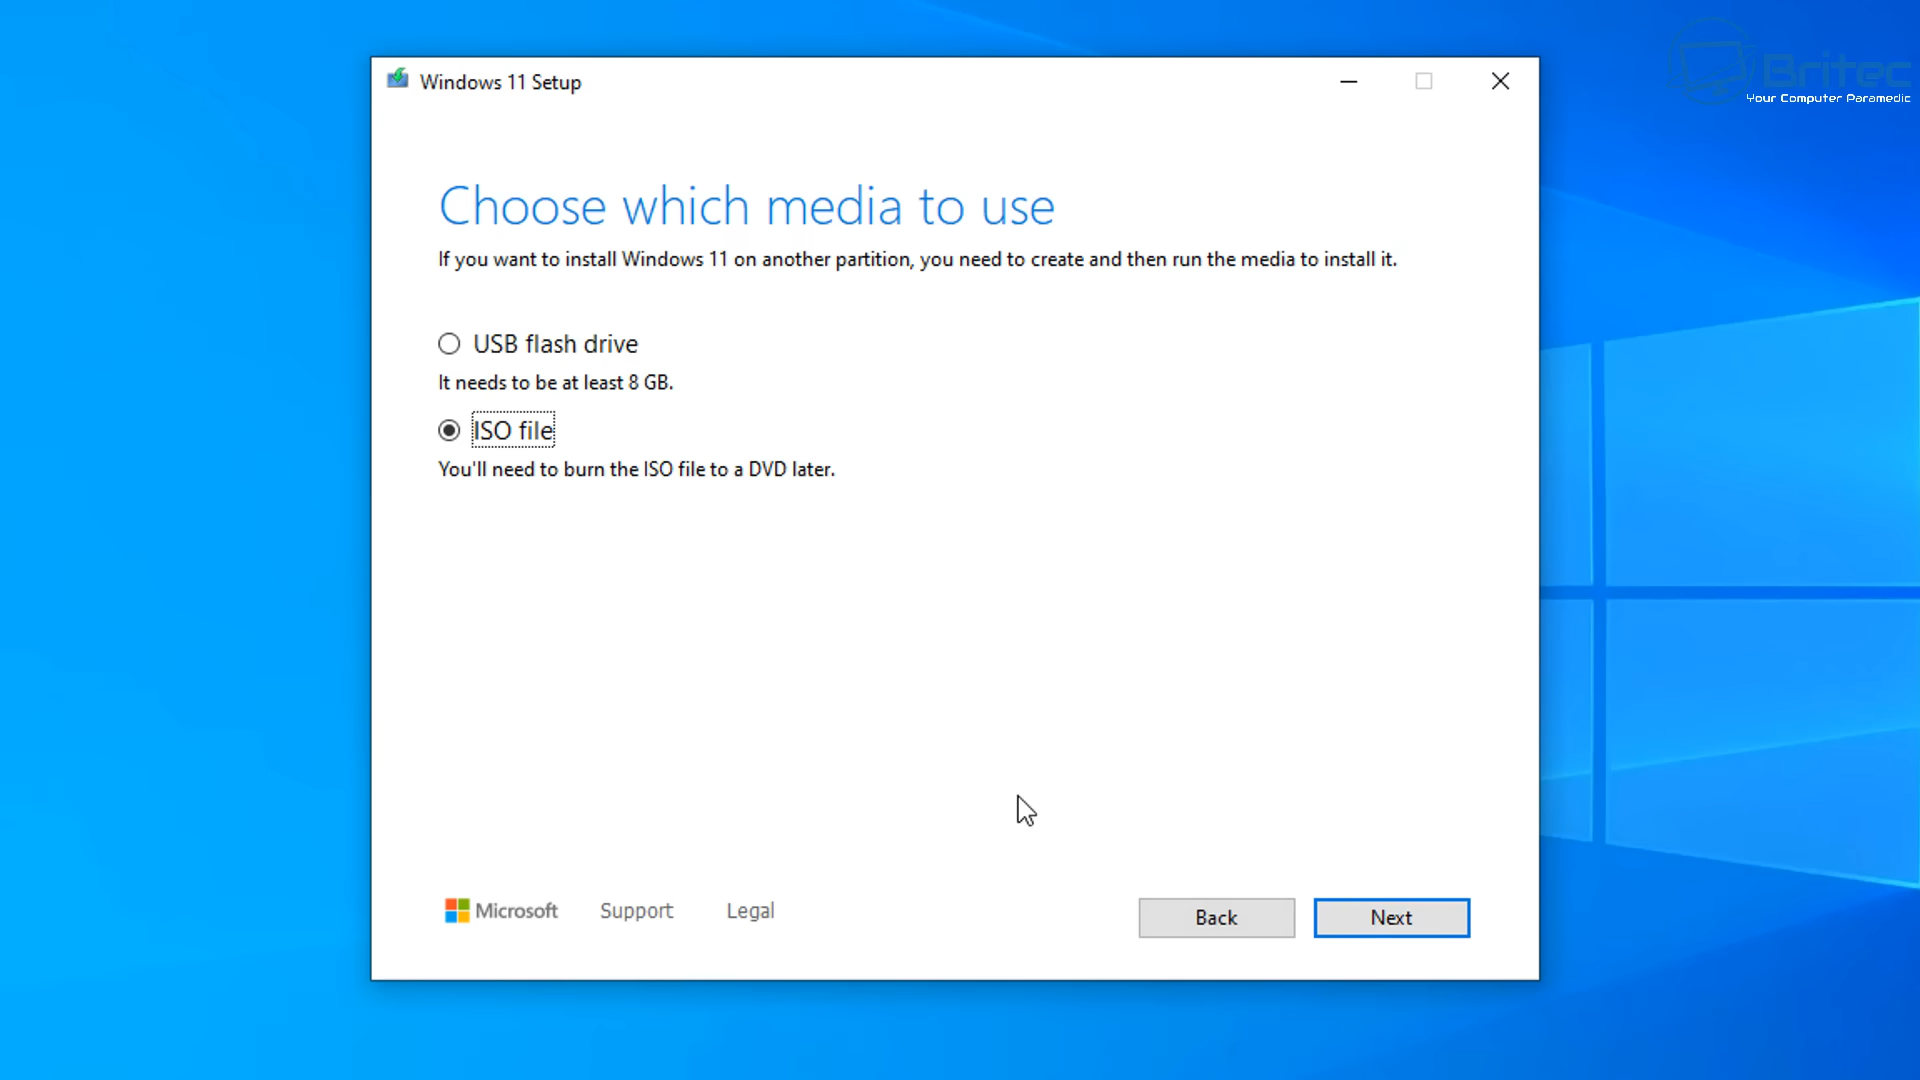 Windows 11 Setup
Britec
Your Computer Paramedic
Choose which media to use
If you want to install Windows 11 on another partition, you need to create and then run the media to install it.
USB flash drive
It needs to be at least 8 GB.
ISO file
You'll need to burn the ISO file to a DVD later.
Microsoft Support Legal Back Next